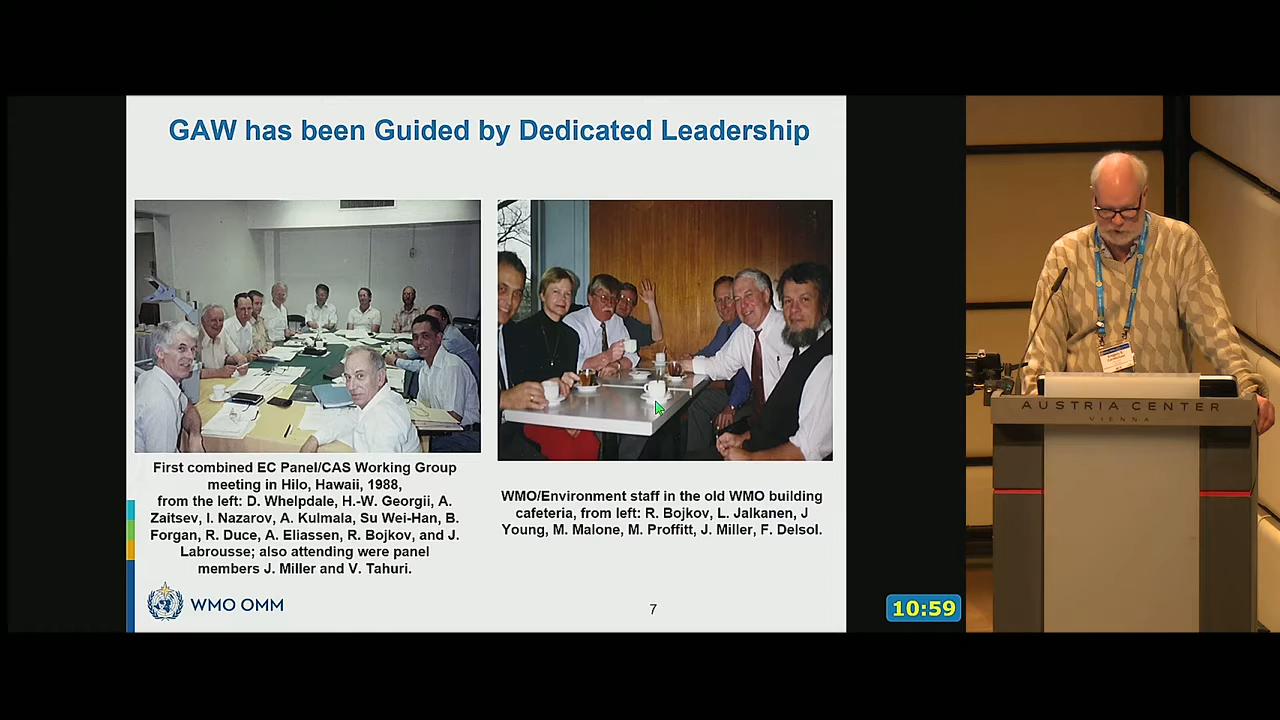 GAW has been Guided by Dedicated Leadership
First combined EC Panel/CAS Working Group
meeting in Hilo, Hawaii, 1988,
from the left: D. Whelpdale, H.-W. Georgii, A.
Zaitsev, I. Nazarov, A. Kulmala, Su Wei-Han, B.
Forgan, R. Duce, A. Eliassen, R. Bojkov, and J.
Labrousse; also attending were panel
members J. Miller and V. Tahuri.
WMO/Environment staff in the old WMO building
cafeteria, from left: R. Bojkov, L. Jalkanen, J
Young, M. Malone, M. Proffitt, J. Miller, F. Delsol.
WMO OMM
7
10:59
AUSTRIA CENTER
VIENNA